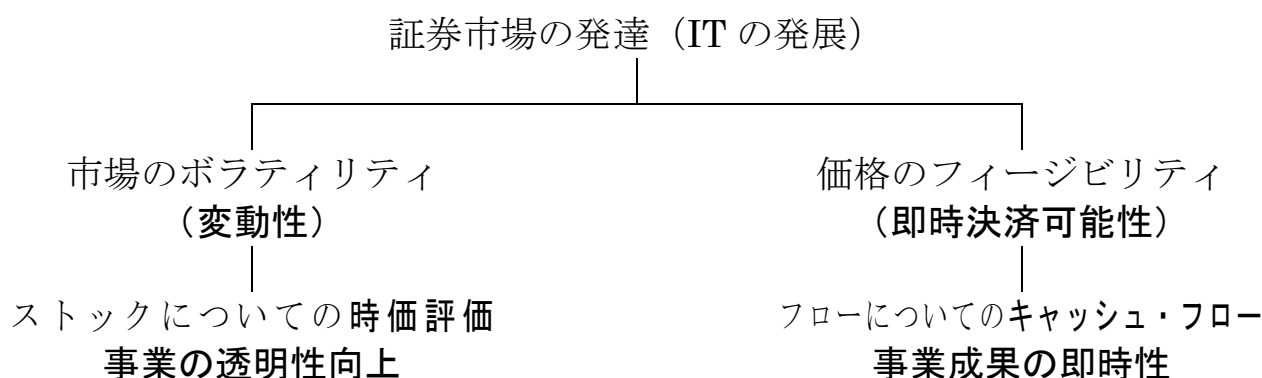 証券市場の発達（IT の発展）
市場のボラティリティ
（変動性）
価格のフィージビリティ
（即時決済可能性）
ストックについての時価評価
事業の透明性向上
フローについてのキャッシュ・フロー
事業成果の即時性